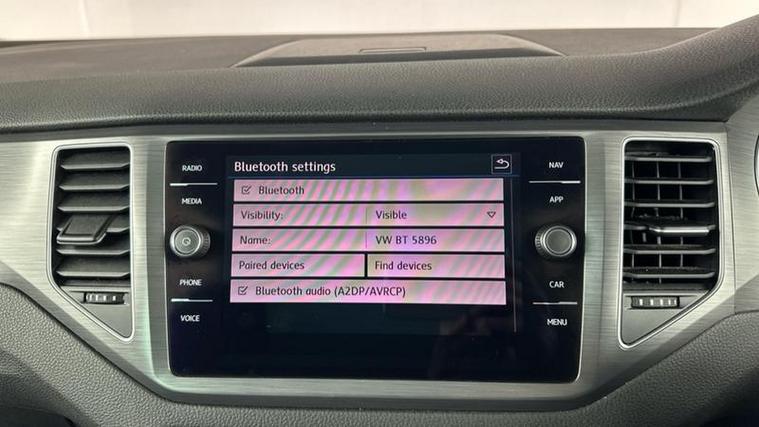 RADIO
MEDIA
PHONE
VOICE
Bluetooth settings
Bluetooth
Visibility: Visible
Name: VW BT 5896
Paired devices Find devices
Bluetooth audio (A2DP/AVRCP)
NAV
APP
CAR
MENU